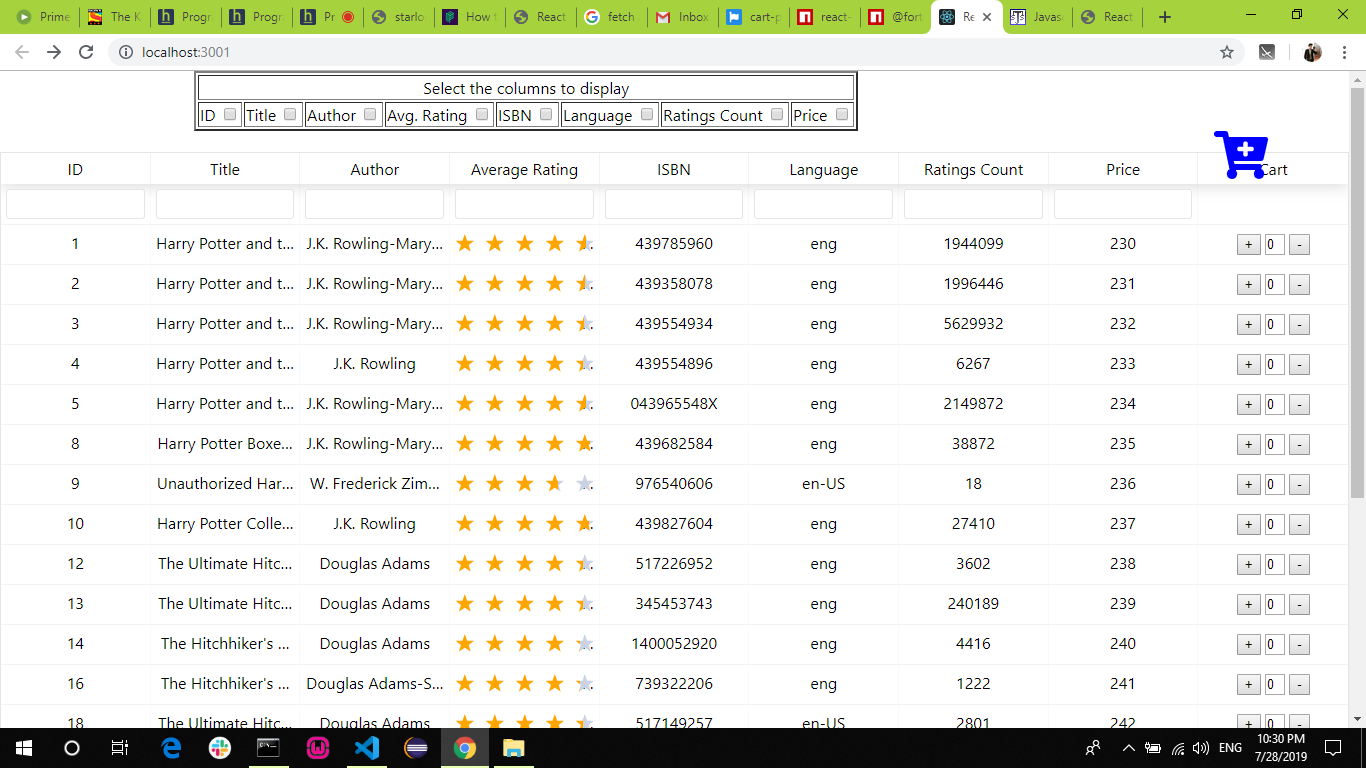 Prime
The K
Progr
Progr
Pr
starlo
How t
React
fetch
Inbox
cart-p
react-
@fort
Re
Javas
React
localhost:3001
Select the columns to display
ID Title Author Avg. Rating ISBN Language Ratings Count Price
ID Title Author Average Rating ISBN Language Ratings Count Price Cart
1 Harry Potter and t... J.K. Rowling-Mary... 439785960 eng 1944099 230 + 0 -
2 Harry Potter and t... J.K. Rowling-Mary... 439358078 eng 1996446 231 + 0 -
3 Harry Potter and t... J.K. Rowling-Mary... 439554934 eng 5629932 232 + 0 -
4 Harry Potter and t... J.K. Rowling 439554896 eng 6267 233 + 0 -
5 Harry Potter and t... J.K. Rowling-Mary... 043965548X eng 2149872 234 + 0 -
8 Harry Potter Boxe... J.K. Rowling-Mary... 439682584 eng 38872 235 + 0 -
9 Unauthorized Har... W. Frederick Zim... 976540606 en-US 18 236 + 0 -
10 Harry Potter Colle... J.K. Rowling 439827604 eng 27410 237 + 0 -
12 The Ultimate Hitc... Douglas Adams 517226952 eng 3602 238 + 0 -
13 The Ultimate Hitc... Douglas Adams 345453743 eng 240189 239 + 0 -
14 The Hitchhiker's ... Douglas Adams 1400052920 eng 4416 240 + 0 -
16 The Hitchhiker's ... Douglas Adams-S... 739322206 eng 1222 241 + 0 -
18 The Ultimate Hitc... Douglas Adams 517149257 en-US 2801 242 + 0 -
ENG
10:30 PM
7/28/2019